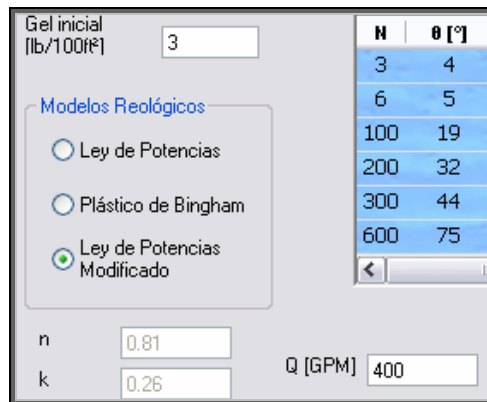 Gel inicial
[lb/100ft²]
3
Modelos Reológicos
Ley de Potencias
Plástico de Bingham
Ley de Potencias
Modificado
n 0.81
k 0.26
N θ [°]
3 4
6 5
100 19
200 32
300 44
600 75
Q [GPM] 400